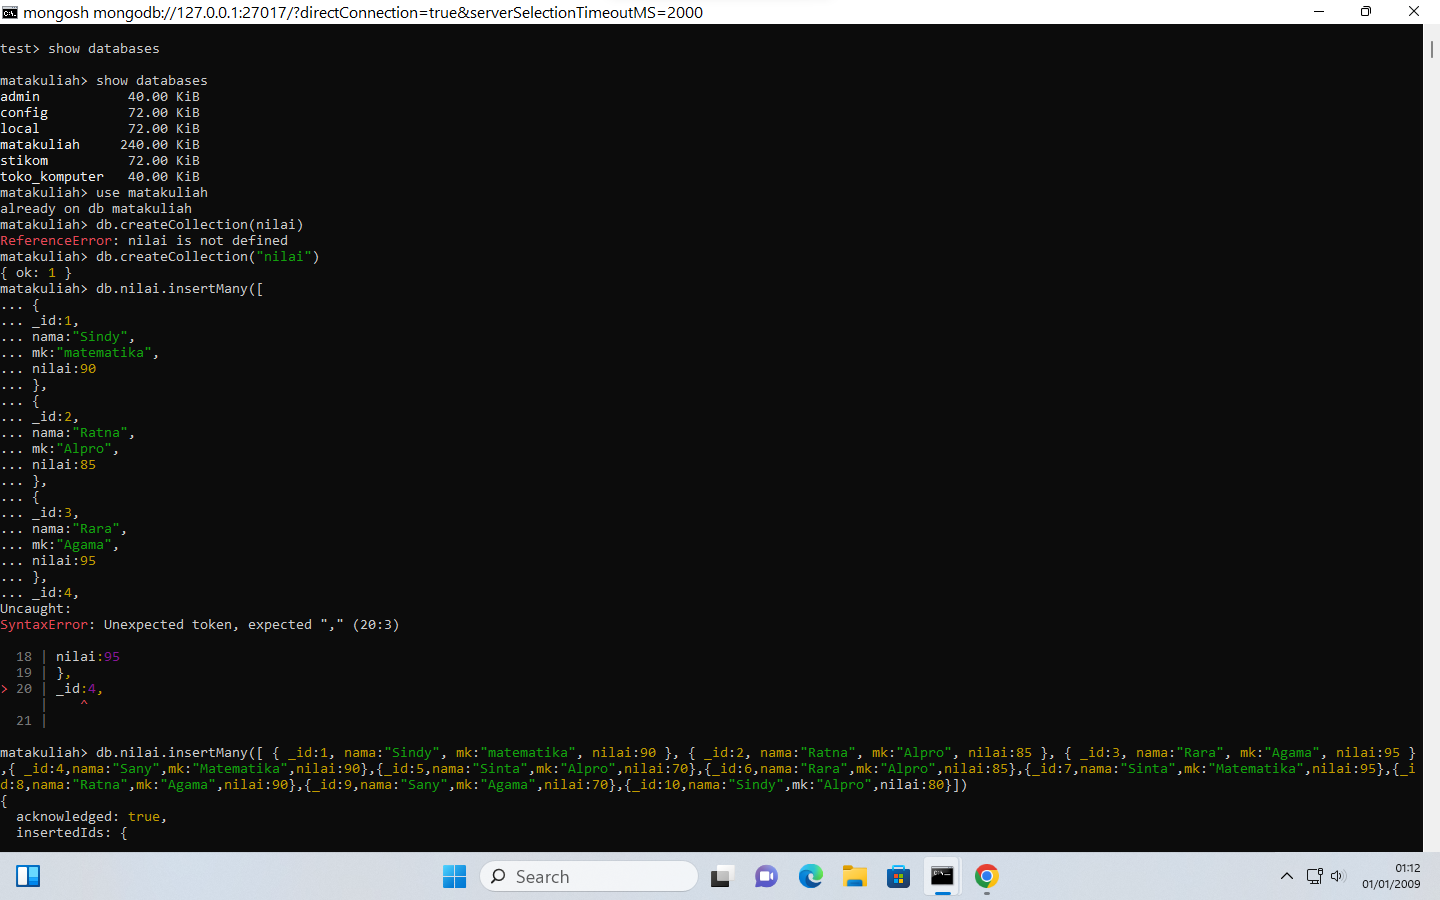 mongosh mongodb://127.0.0.1:27017/?directConnection=true&serverSelectionTimeoutMS=2000
test> show databases
matakuliah> show databases
admin 40.00 KiB
config 72.00 KiB
local 72.00 KiB
matakuliah 240.00 KiB
stikom 72.00 KiB
toko_komputer 40.00 KiB
matakuliah> use matakuliah
already on db matakuliah
matakuliah> db.createCollection(nilai)
ReferenceError: nilai is not defined
matakuliah> db.createCollection("nilai")
{ ok: 1 }
matakuliah> db.nilai.insertMany([
... {
... _id:1,
... nama:"Sindy",
... mk:"matematika",
... nilai:90
... },
... {
... _id:2,
... nama:"Ratna",
... mk:"Alpro",
... nilai:85
... },
... {
... _id:3,
... nama:"Rara",
... mk:"Agama",
... nilai:95
... },
... _id:4,
Uncaught:
SyntaxError: Unexpected token, expected "," (20:3)
18 | nilai:95
19 | },
> 20 | _id:4,
| ^
21 |
matakuliah> db.nilai.insertMany([ { _id:1, nama:"Sindy", mk:"matematika", nilai:90 }, { _id:2, nama:"Ratna", mk:"Alpro", nilai:85 }, { _id:3, nama:"Rara", mk:"Agama", nilai:95 }
,{ _id:4,nama:"Sany",mk:"Matematika",nilai:90},{_id:5,nama:"Sinta",mk:"Alpro",nilai:70},{_id:6,nama:"Rara",mk:"Alpro",nilai:85},{_id:7,nama:"Sinta",mk:"Matematika",nilai:95},{_i
d:8,nama:"Ratna",mk:"Agama",nilai:90},{_id:9,nama:"Sany",mk:"Agama",nilai:70},{_id:10,nama:"Sindy",mk:"Alpro",nilai:80}])
{
acknowledged: true,
insertedIds: {
Search
01:12
01/01/2009